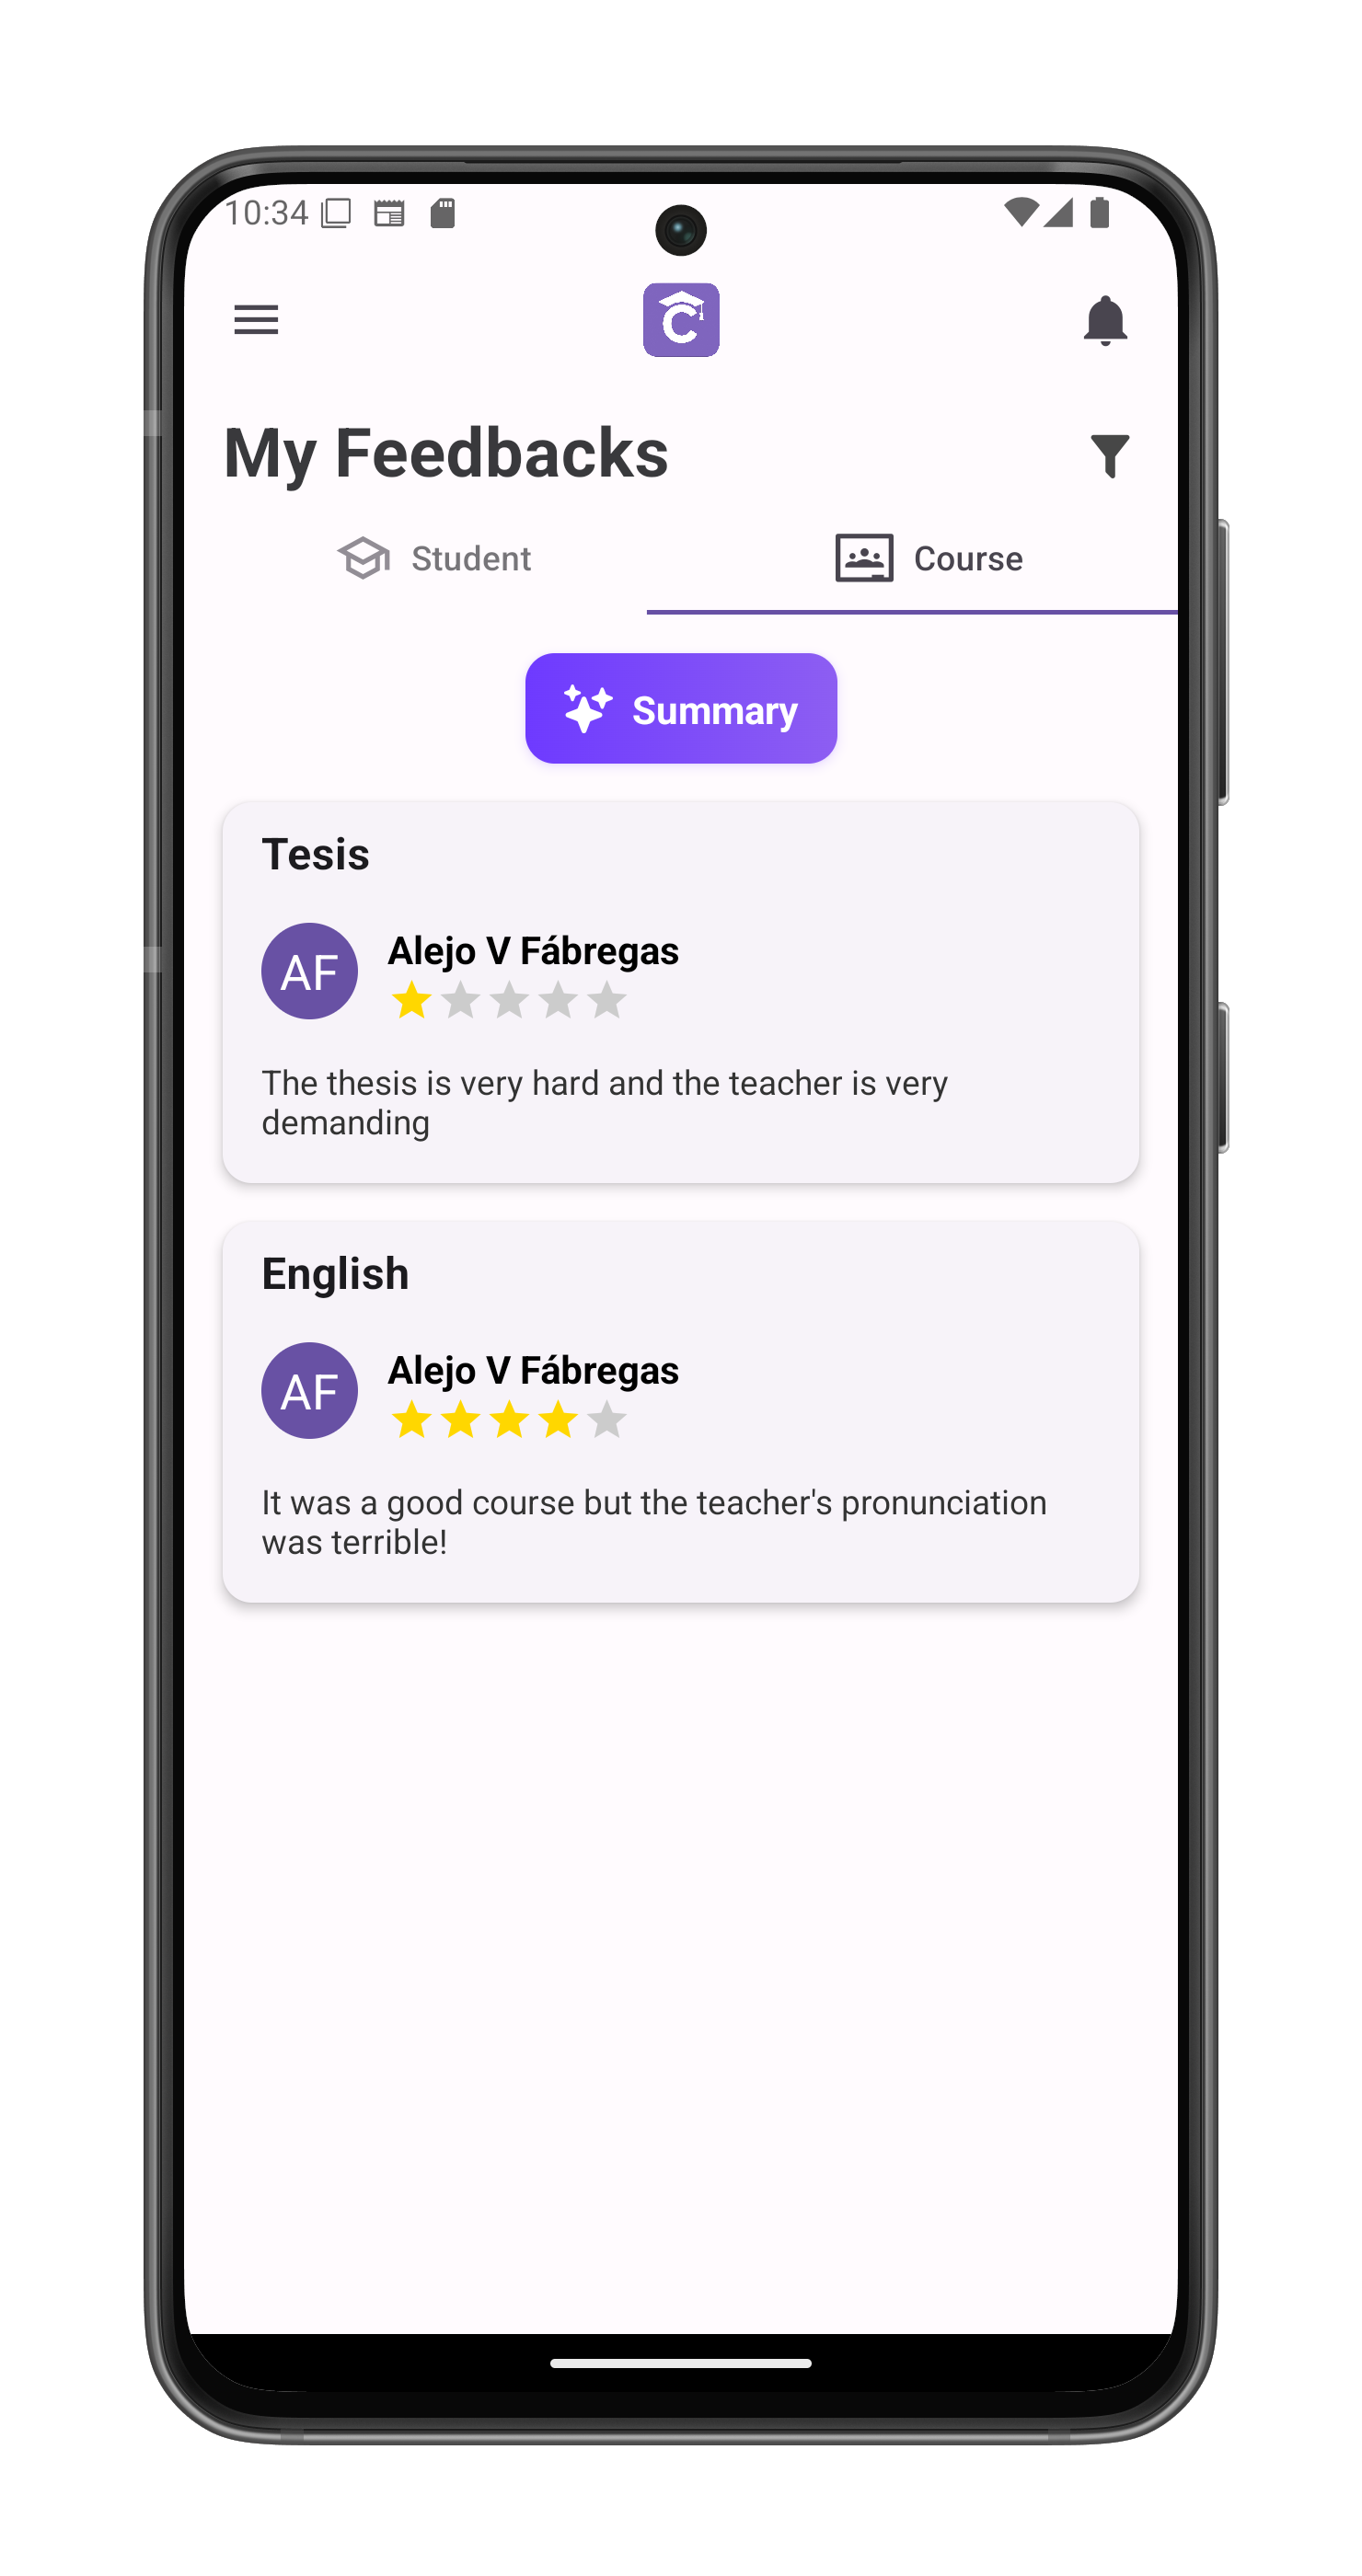 10:34
C
My Feedbacks
Student
Course
Summary
Tesis
AF
Alejo V Fábregas
The thesis is very hard and the teacher is very
demanding
English
AF
Alejo V Fábregas
It was a good course but the teacher's pronunciation
was terrible!